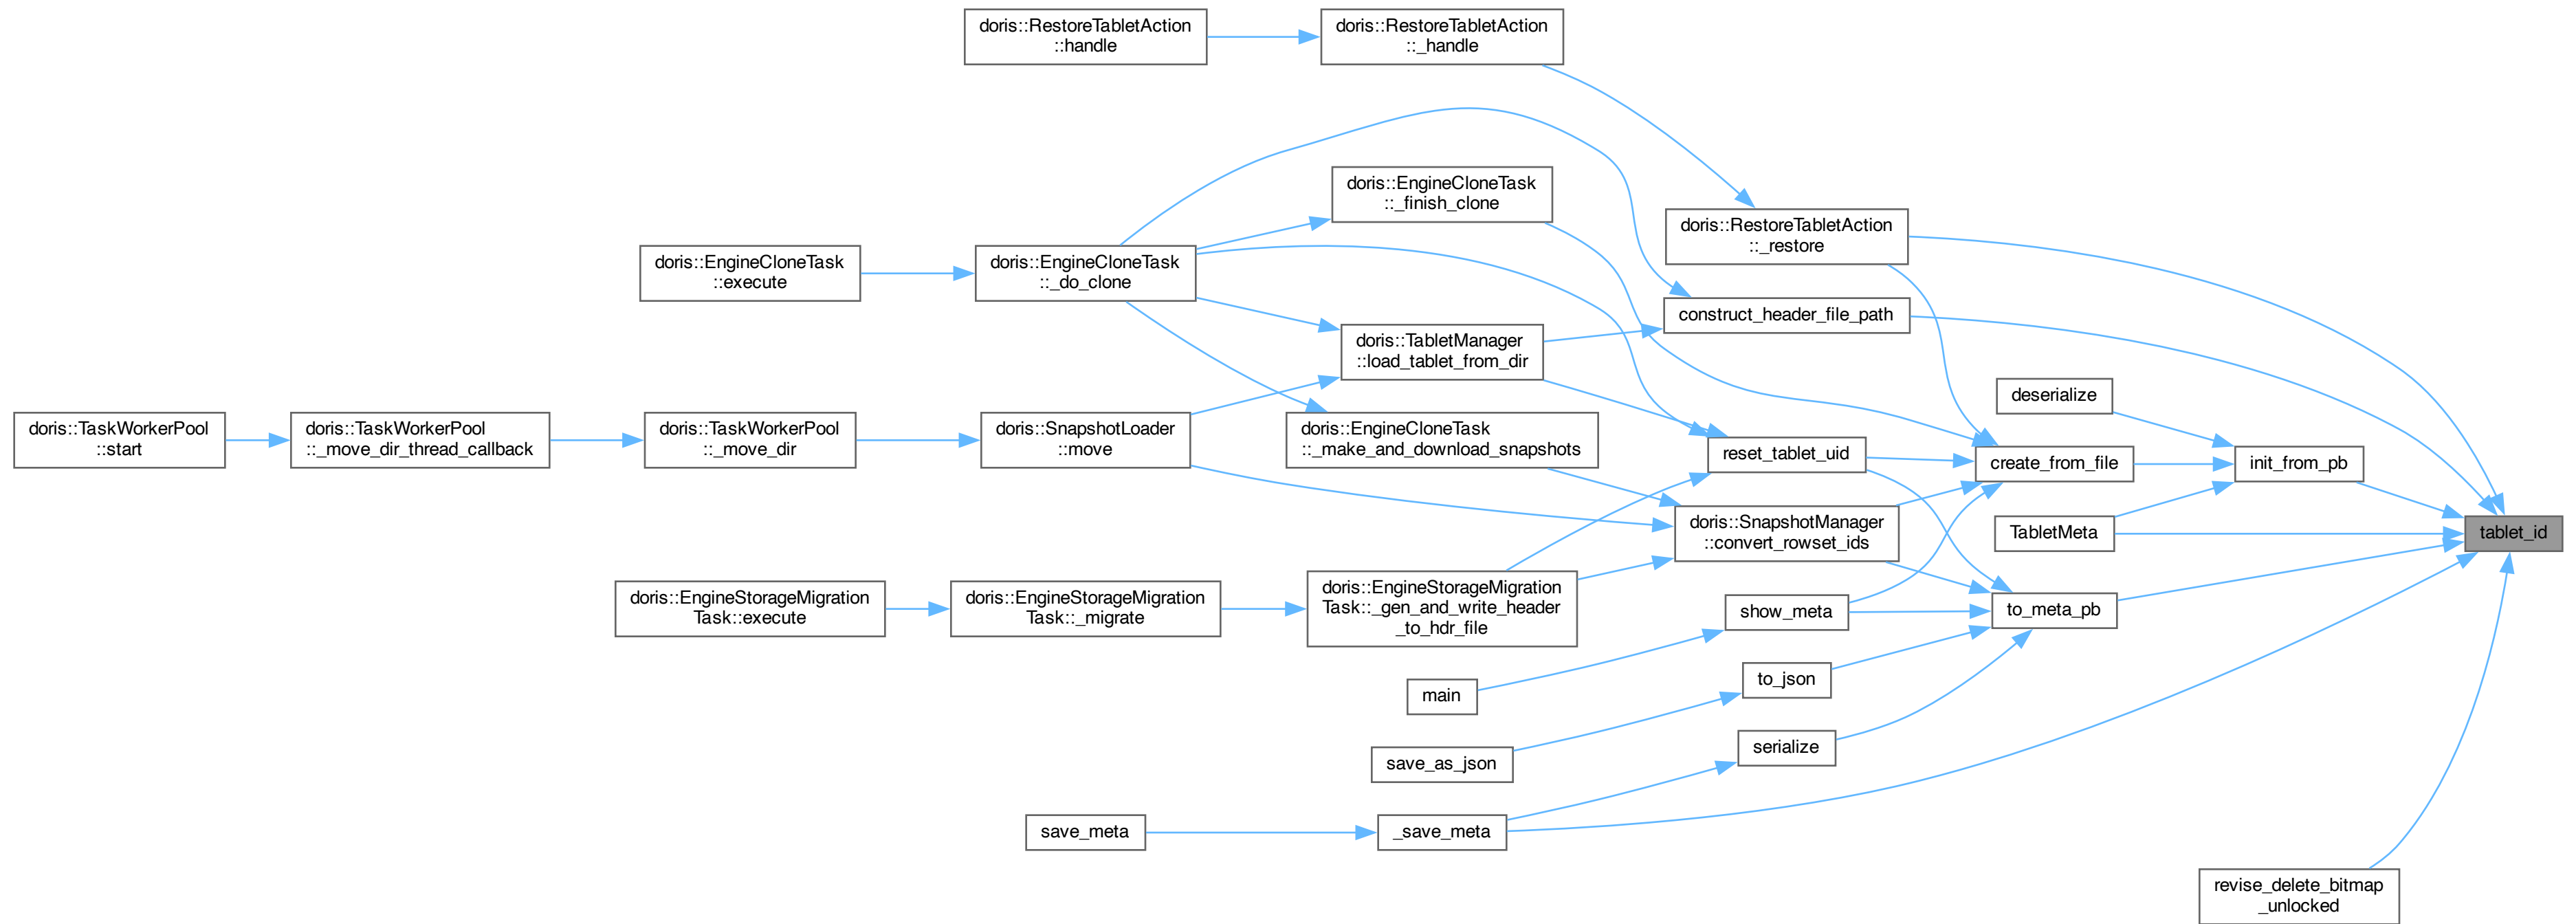 doris::RestoreTabletAction
::handle
doris::RestoreTabletAction
::_handle
doris::EngineCloneTask
::_finish_clone
doris::RestoreTabletAction
::_restore
doris::EngineCloneTask
::execute
doris::EngineCloneTask
::_do_clone
construct_header_file_path
doris::TabletManager
::load_tablet_from_dir
deserialize
doris::TaskWorkerPool
::start
doris::TaskWorkerPool
::_move_dir_thread_callback
doris::TaskWorkerPool
::_move_dir
doris::SnapshotLoader
::move
doris::EngineCloneTask
::_make_and_download_snapshots
reset_tablet_uid
create_from_file
init_from_pb
doris::SnapshotManager
::convert_rowset_ids
TabletMeta
tablet_id
doris::EngineStorageMigration
Task::execute
doris::EngineStorageMigration
Task::_migrate
doris::EngineStorageMigration
Task::_gen_and_write_header
_to_hdr_file
show_meta
to_meta_pb
main
to_json
save_as_json
serialize
save_meta
_save_meta
revise_delete_bitmap
_unlocked